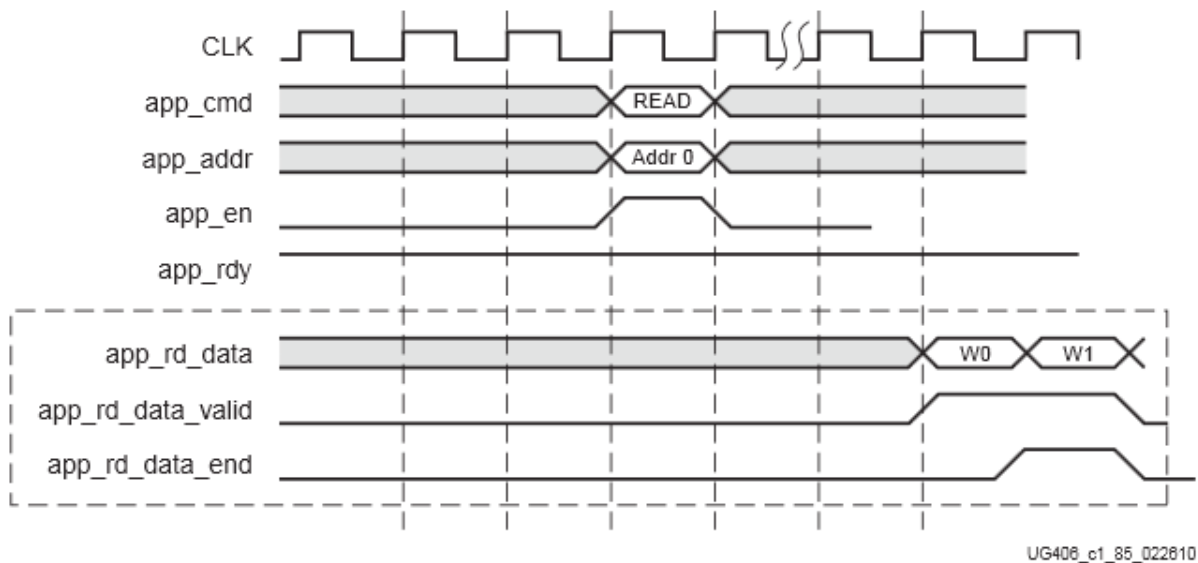 CLK
app_cmd READ
app_addr Addr 0
app_en
app_rdy
app_rd_data W0 W1
app_rd_data_valid
app_rd_data_end
UG406_c1_85_022610